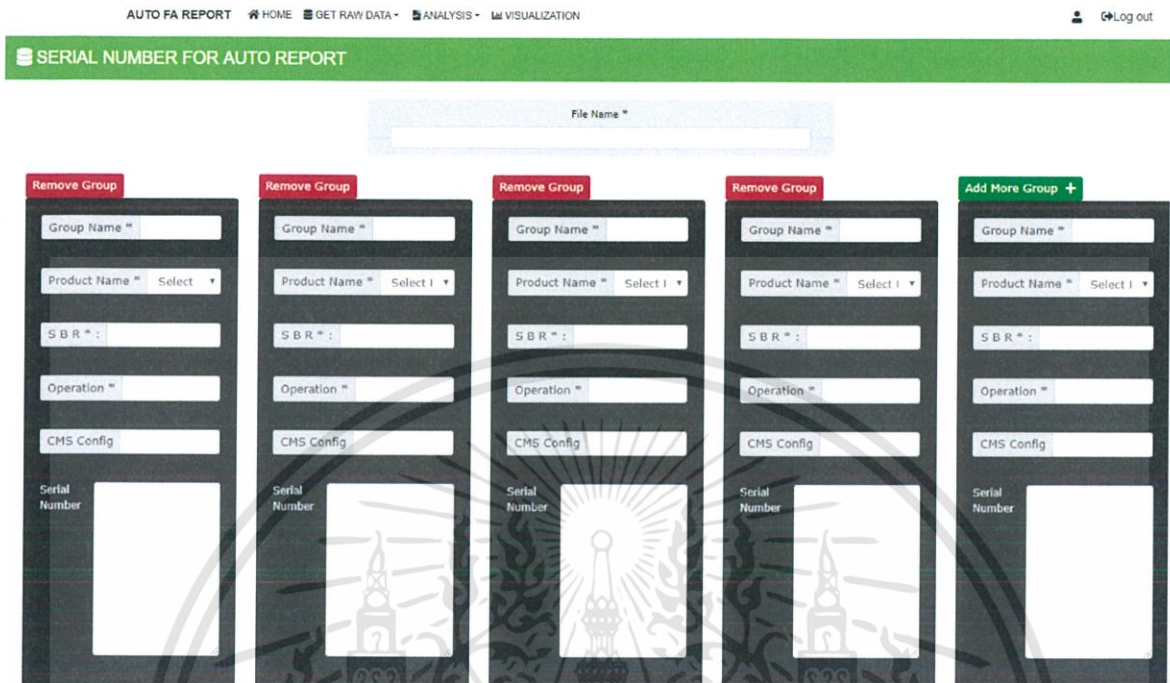 AUTO FA REPORT HOME GET RAW DATA ANALYSIS VISUALIZATION Log out
SERIAL NUMBER FOR AUTO REPORT
File Name *
Remove Group Remove Group Remove Group Remove Group Add More Group +
Group Name * Group Name * Group Name * Group Name * Group Name *
Product Name * Select Product Name * Select I Product Name * Select I Product Name * Select I Product Name * Select I
S B R * : S B R * : S B R * : S B R * : S B R * :
Operation * Operation * Operation * Operation * Operation *
CMS Config CMS Config CMS Config CMS Config CMS Config
Serial Serial Serial Serial Serial
Number Number Number Number Number